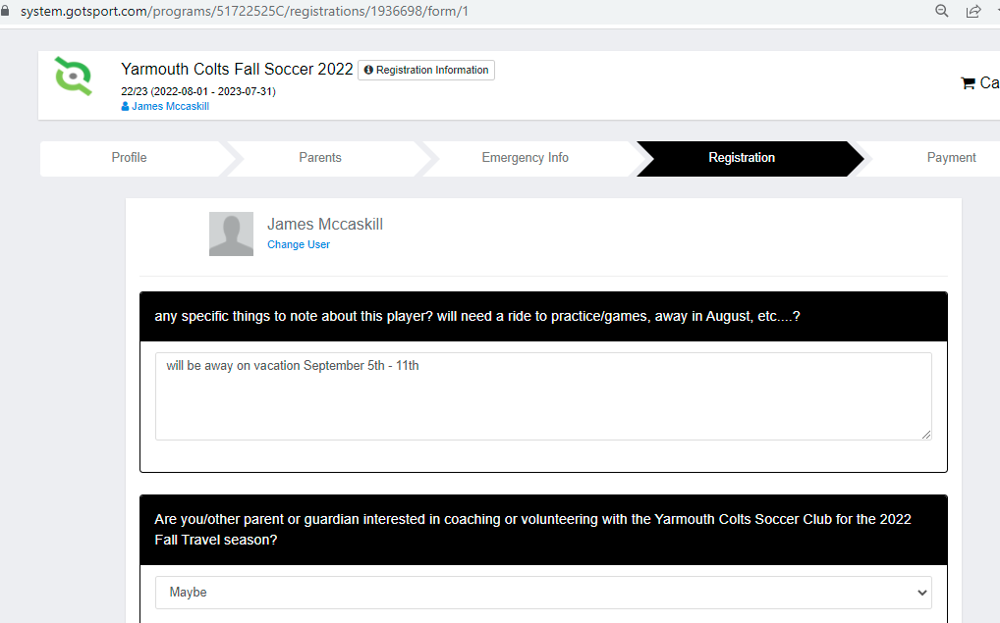 system.gotsport.com/programs/51722525C/registrations/1936698/form/1
Yarmouth Colts Fall Soccer 2022 Registration Information
22/23 (2022-08-01 - 2023-07-31)
James Mccaskill
Ca
Profile Parents Emergency Info Registration Payment
James Mccaskill
Change User
any specific things to note about this player? will need a ride to practice/games, away in August, etc....?
will be away on vacation September 5th - 11th
Are you/other parent or guardian interested in coaching or volunteering with the Yarmouth Colts Soccer Club for the 2022
Fall Travel season?
Maybe